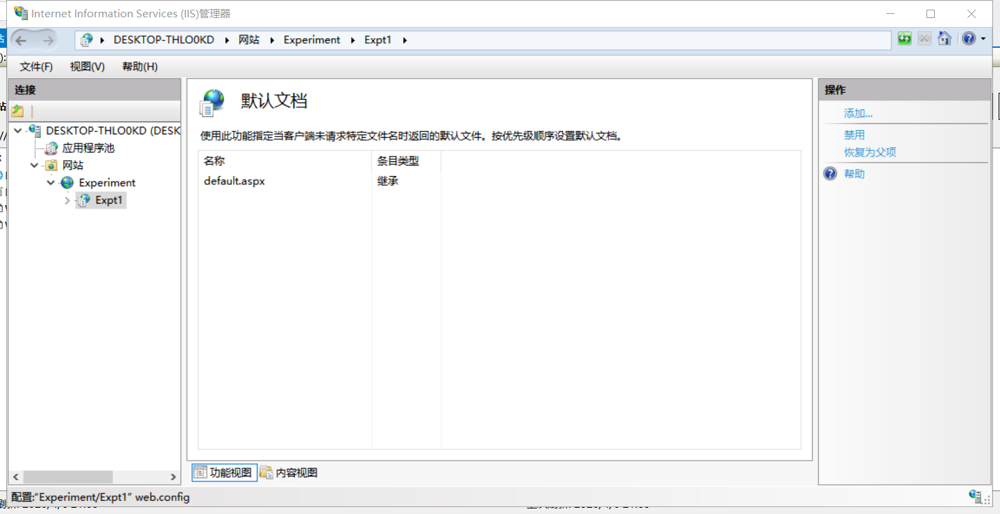 Internet Information Services (IIS)管理器
DESKTOP-THLO0KD 网站 Experiment Expt1
文件(F) 视图(V) 帮助(H)
连接
DESKTOP-THLO0KD (DESK
应用程序池
网站
Experiment
Expt1
默认文档
使用此功能指定当客户端未请求特定文件名时返回的默认文件。按优先级顺序设置默认文档。
名称 条目类型
default.aspx 继承
功能视图 内容视图
操作
添加...
禁用
恢复为父项
帮助
配置:"Experiment/Expt1" web.config